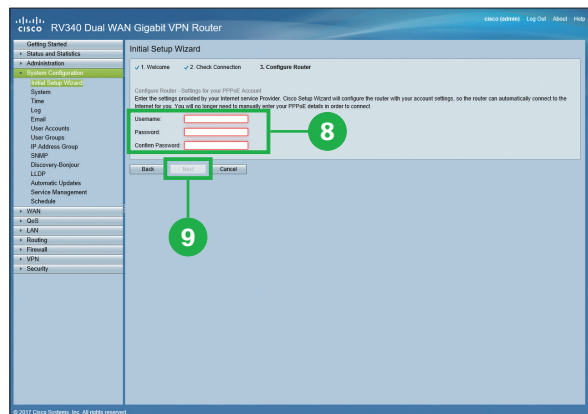 cisco RV340 Dual WAN Gigabit VPN Router
cisco (admin) Log Out About Help
Getting Started
Status and Statistics
Administration
System Configuration
Initial Setup Wizard
System
Time
Log
Email
User Accounts
User Groups
IP Address Group
SNMP
Discovery-Bonjour
LLDP
Automatic Updates
Service Management
Schedule
WAN
QoS
LAN
Routing
Firewall
VPN
Security
Initial Setup Wizard
1. Welcome 2. Check Connection 3. Configure Router
Configure Router - Settings for your PPPoE Account
Enter the settings provided by your Internet service Provider. Cisco Setup Wizard will configure the router with your account settings, so the router can automatically connect to the
Internet for you. You will no longer need to manually enter your PPPoE details in order to connect
Username:
Password:
Confirm Password:
8
Back Next Cancel
9
© 2017 Cisco Systems, Inc. All rights reserved